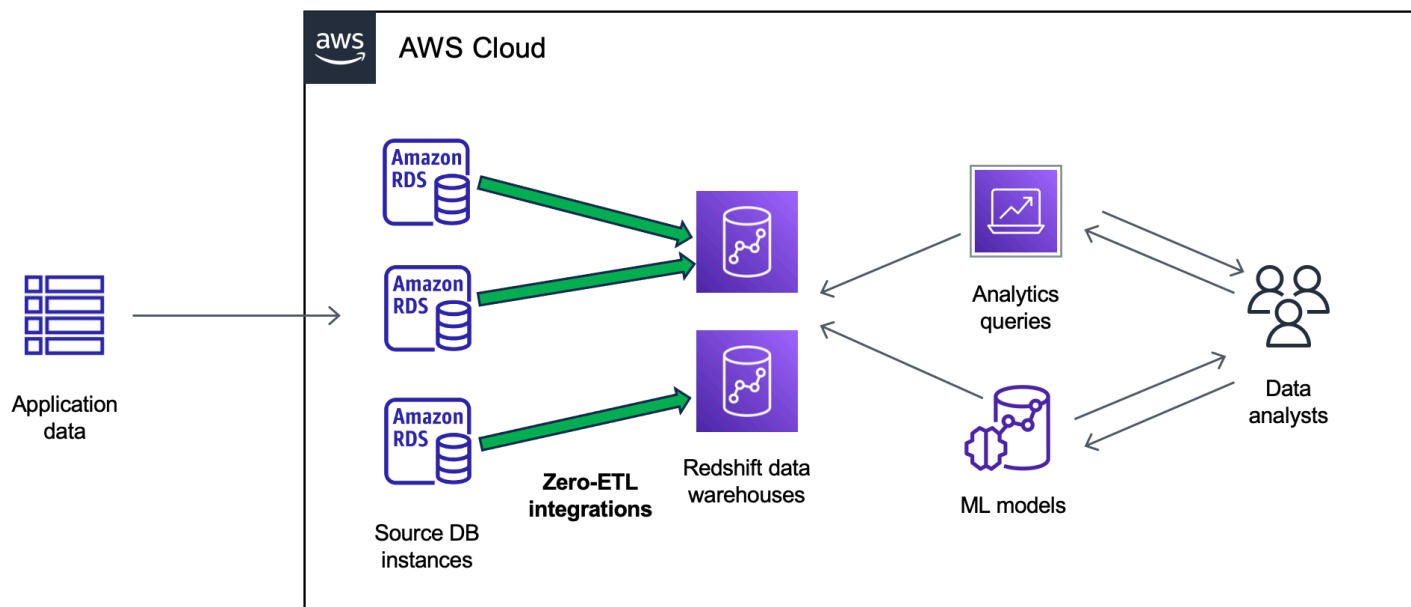 aws
AWS Cloud
Amazon
RDS
Amazon
RDS
Amazon
RDS
Application
data
Source DB
instances
Zero-ETL
integrations
Redshift data
warehouses
Analytics
queries
ML models
Data
analysts